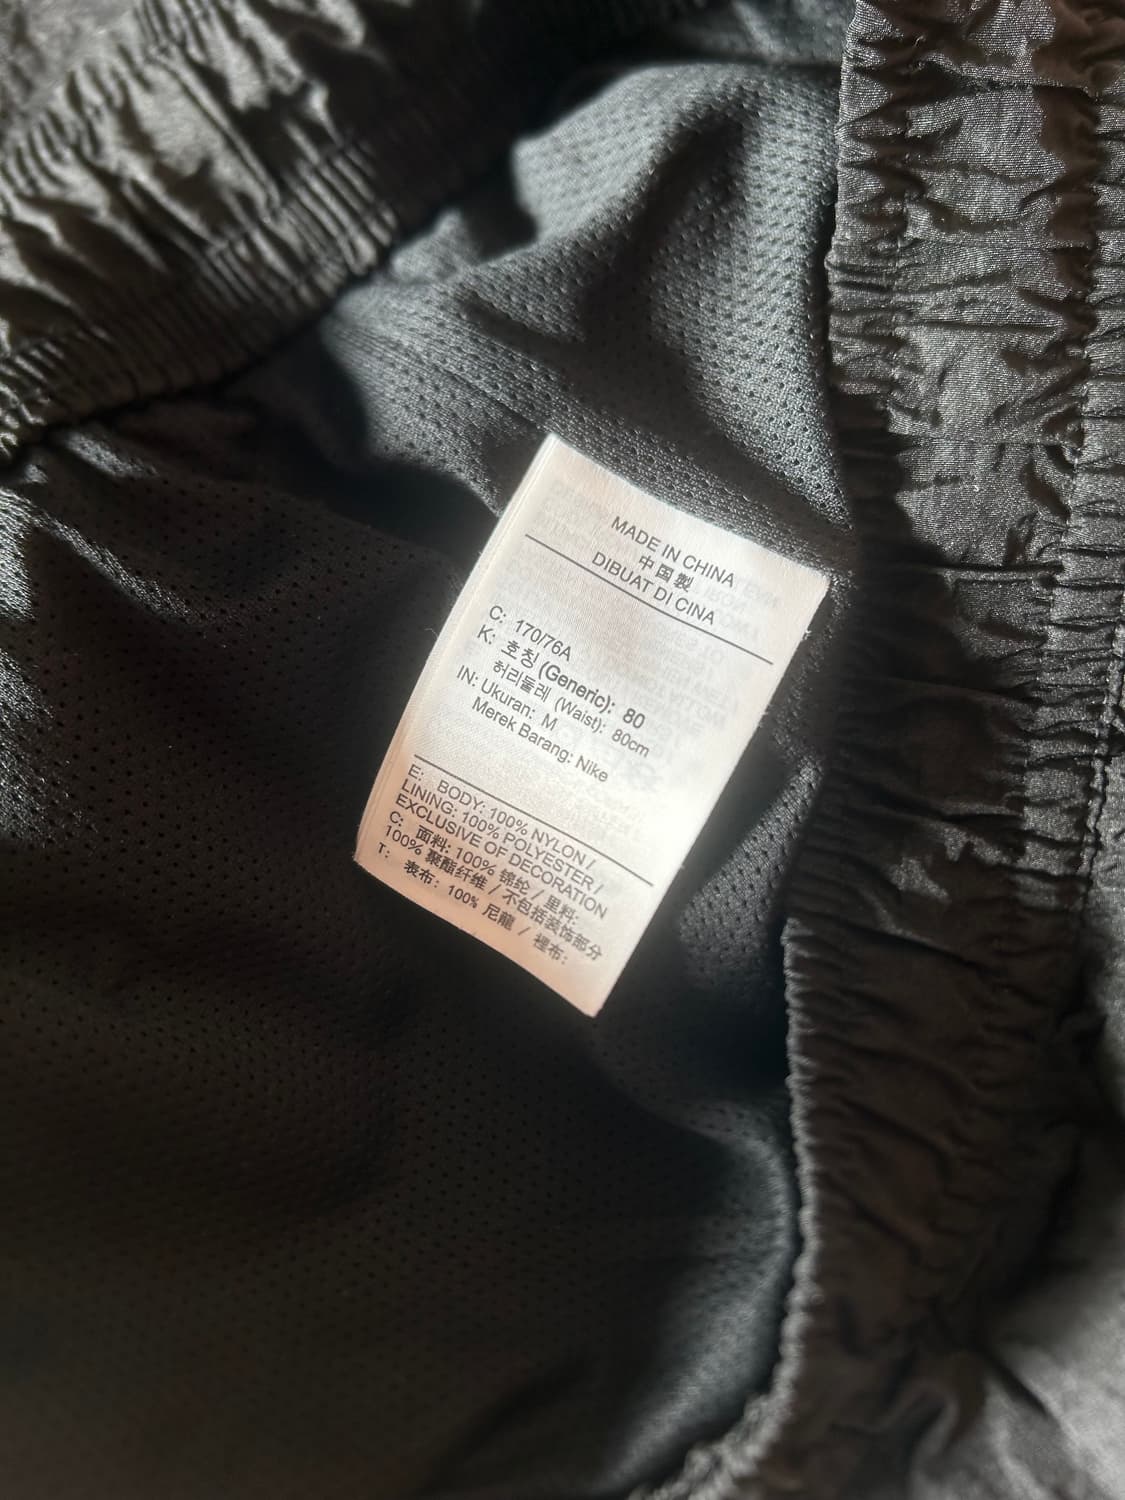 MADE IN CHINA
中国製
DIBUAT DI CINA
C: 170/76A
K: 호칭 (Generic): 80
허리둘레 (Waist): 80cm
IN: Ukuran: M
Merek Barang: Nike
E: BODY: 100% NYLON /
LINING: 100% POLYESTER /
EXCLUSIVE OF DECORATION
C: 面料: 100% 锦纶 / 里料:
100% 聚酯纤维 / 不包括装饰部分
T: 表布: 100% 尼龍 / 裡布: